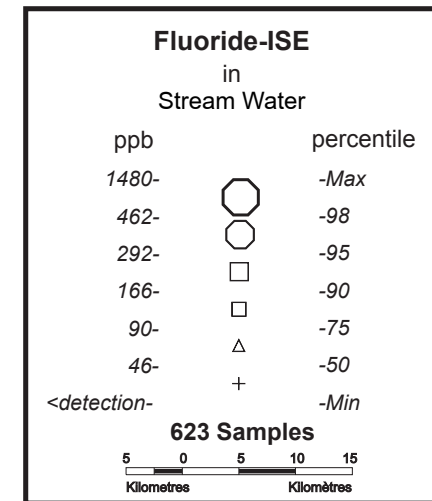 Fluoride-ISE
in
Stream Water
ppb percentile
1480- -Max
462- -98
292- -95
166- -90
90- -75
46- -50
<detection- -Min
623 Samples
5 0 5 10 15
Kilometres Kilomètres